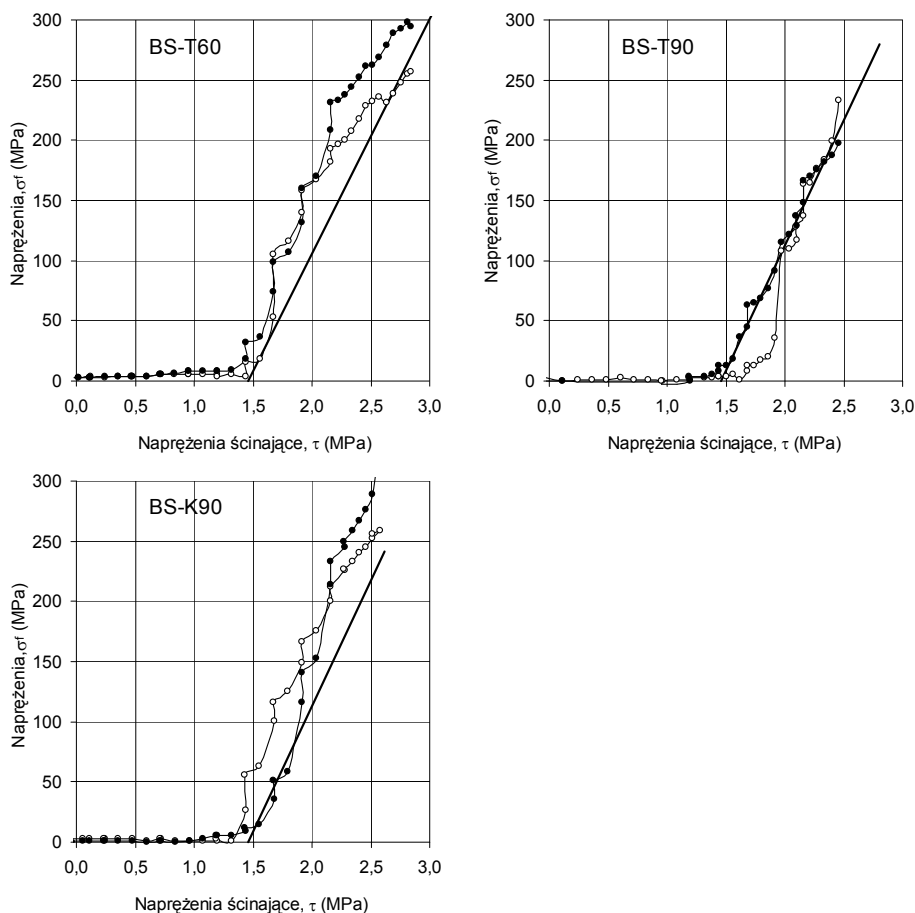 BS-T60
300
250
200
150
100
50
0
Naprężenia,σf (MPa)
0,0 0,5 1,0 1,5 2,0 2,5 3,0
Naprężenia ścinające, τ (MPa)
BS-T90
300
250
200
150
100
50
0
Naprężenia,σf (MPa)
0,0 0,5 1,0 1,5 2,0 2,5 3,0
Naprężenia ścinające, τ (MPa)
BS-K90
300
250
200
150
100
50
0
Naprężenia,σf (MPa)
0,0 0,5 1,0 1,5 2,0 2,5 3,0
Naprężenia ścinające, τ (MPa)